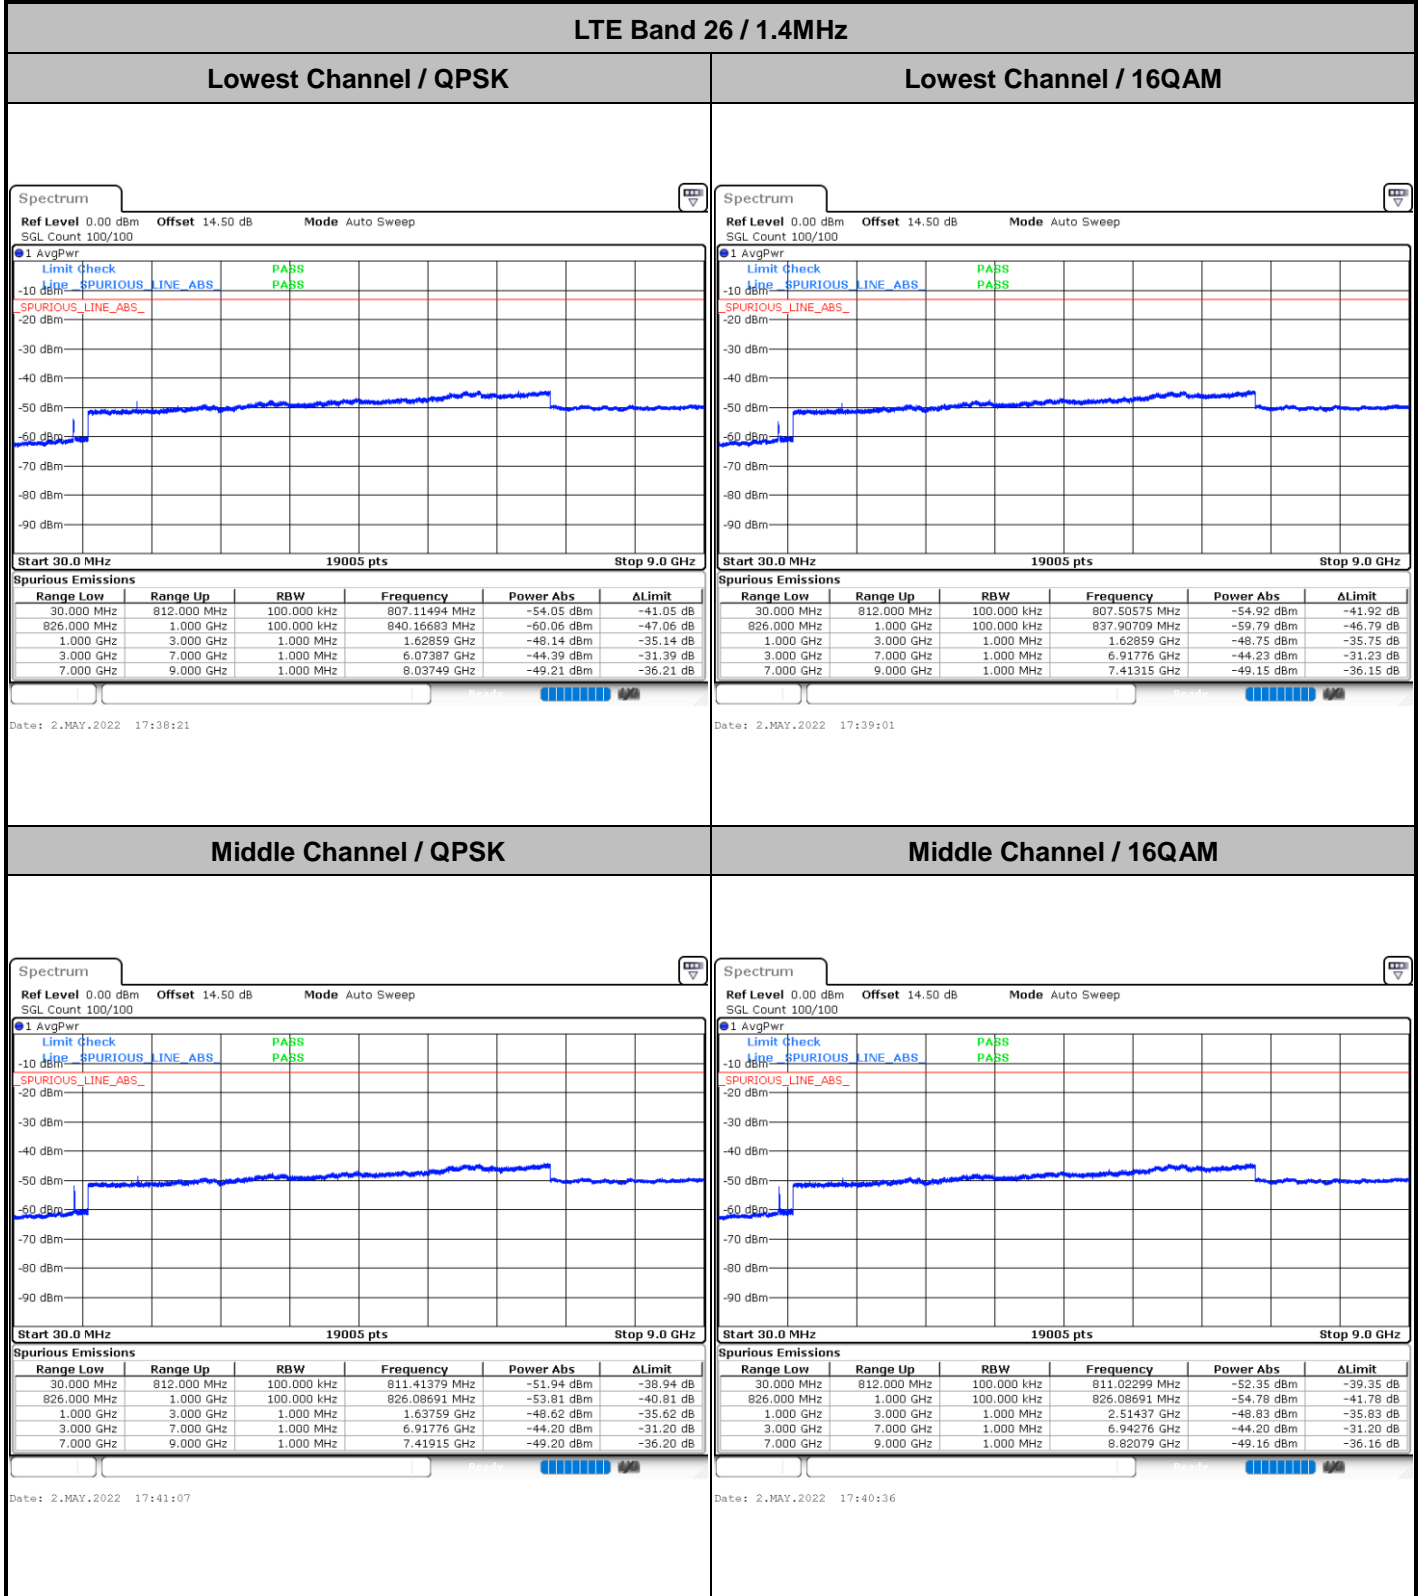 LTE Band 26 / 1.4MHz
Lowest Channel / QPSK
Lowest Channel / 16QAM
Spectrum
Ref Level 0.00 dBm Offset 14.50 dB Mode Auto Sweep
SGL Count 100/100
1 AvgPwr
Limit Check PASS
Line _SPURIOUS_LINE_ABS_ PASS
-10 dBm
_SPURIOUS_LINE_ABS_
-20 dBm
-30 dBm
-40 dBm
-50 dBm
-60 dBm
-70 dBm
-80 dBm
-90 dBm
Start 30.0 MHz 19005 pts Stop 9.0 GHz
Spurious Emissions
Range Low Range Up RBW Frequency Power Abs ΔLimit
30.000 MHz 812.000 MHz 100.000 kHz 807.11494 MHz -54.05 dBm -41.05 dB
826.000 MHz 1.000 GHz 100.000 kHz 840.16683 MHz -60.06 dBm -47.06 dB
1.000 GHz 3.000 GHz 1.000 MHz 1.62859 GHz -48.14 dBm -35.14 dB
3.000 GHz 7.000 GHz 1.000 MHz 6.07387 GHz -44.39 dBm -31.39 dB
7.000 GHz 9.000 GHz 1.000 MHz 8.03749 GHz -49.21 dBm -36.21 dB
Ready
Date: 2.MAY.2022 17:38:21
Spectrum
Ref Level 0.00 dBm Offset 14.50 dB Mode Auto Sweep
SGL Count 100/100
1 AvgPwr
Limit Check PASS
Line _SPURIOUS_LINE_ABS_ PASS
-10 dBm
_SPURIOUS_LINE_ABS_
-20 dBm
-30 dBm
-40 dBm
-50 dBm
-60 dBm
-70 dBm
-80 dBm
-90 dBm
Start 30.0 MHz 19005 pts Stop 9.0 GHz
Spurious Emissions
Range Low Range Up RBW Frequency Power Abs ΔLimit
30.000 MHz 812.000 MHz 100.000 kHz 807.50575 MHz -54.92 dBm -41.92 dB
826.000 MHz 1.000 GHz 100.000 kHz 837.90709 MHz -59.79 dBm -46.79 dB
1.000 GHz 3.000 GHz 1.000 MHz 1.62859 GHz -48.75 dBm -35.75 dB
3.000 GHz 7.000 GHz 1.000 MHz 6.91776 GHz -44.23 dBm -31.23 dB
7.000 GHz 9.000 GHz 1.000 MHz 7.41315 GHz -49.15 dBm -36.15 dB
Ready
Date: 2.MAY.2022 17:39:01
Middle Channel / QPSK
Middle Channel / 16QAM
Spectrum
Ref Level 0.00 dBm Offset 14.50 dB Mode Auto Sweep
SGL Count 100/100
1 AvgPwr
Limit Check PASS
Line _SPURIOUS_LINE_ABS_ PASS
-10 dBm
_SPURIOUS_LINE_ABS_
-20 dBm
-30 dBm
-40 dBm
-50 dBm
-60 dBm
-70 dBm
-80 dBm
-90 dBm
Start 30.0 MHz 19005 pts Stop 9.0 GHz
Spurious Emissions
Range Low Range Up RBW Frequency Power Abs ΔLimit
30.000 MHz 812.000 MHz 100.000 kHz 811.41379 MHz -51.94 dBm -38.94 dB
826.000 MHz 1.000 GHz 100.000 kHz 826.08691 MHz -53.81 dBm -40.81 dB
1.000 GHz 3.000 GHz 1.000 MHz 1.63759 GHz -48.62 dBm -35.62 dB
3.000 GHz 7.000 GHz 1.000 MHz 6.91776 GHz -44.20 dBm -31.20 dB
7.000 GHz 9.000 GHz 1.000 MHz 7.41915 GHz -49.20 dBm -36.20 dB
Ready
Date: 2.MAY.2022 17:41:07
Spectrum
Ref Level 0.00 dBm Offset 14.50 dB Mode Auto Sweep
SGL Count 100/100
1 AvgPwr
Limit Check PASS
Line _SPURIOUS_LINE_ABS_ PASS
-10 dBm
_SPURIOUS_LINE_ABS_
-20 dBm
-30 dBm
-40 dBm
-50 dBm
-60 dBm
-70 dBm
-80 dBm
-90 dBm
Start 30.0 MHz 19005 pts Stop 9.0 GHz
Spurious Emissions
Range Low Range Up RBW Frequency Power Abs ΔLimit
30.000 MHz 812.000 MHz 100.000 kHz 811.02299 MHz -52.35 dBm -39.35 dB
826.000 MHz 1.000 GHz 100.000 kHz 826.08691 MHz -54.78 dBm -41.78 dB
1.000 GHz 3.000 GHz 1.000 MHz 2.51437 GHz -48.83 dBm -35.83 dB
3.000 GHz 7.000 GHz 1.000 MHz 6.94276 GHz -44.20 dBm -31.20 dB
7.000 GHz 9.000 GHz 1.000 MHz 8.82079 GHz -49.16 dBm -36.16 dB
Ready
Date: 2.MAY.2022 17:40:36